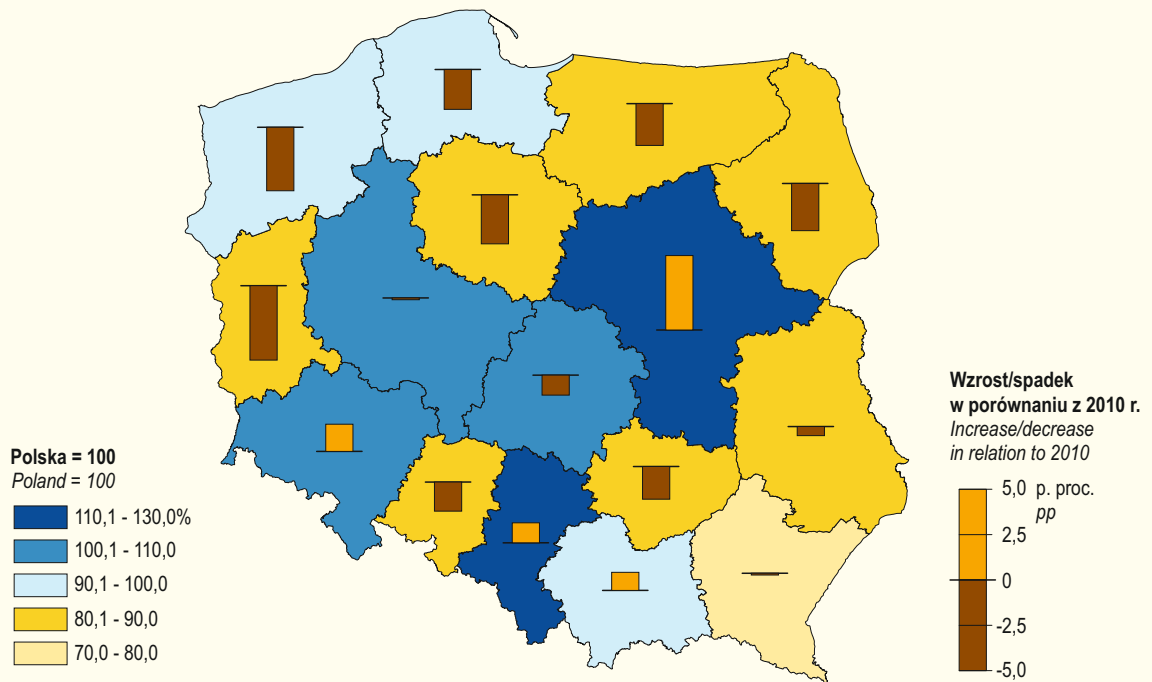 Polska = 100
Poland = 100
110,1 - 130,0%
100,1 - 110,0
90,1 - 100,0
80,1 - 90,0
70,0 - 80,0
Wzrost/spadek
w porównaniu z 2010 r.
Increase/decrease
in relation to 2010
5,0 p. proc.
pp
2,5
0
-2,5
-5,0